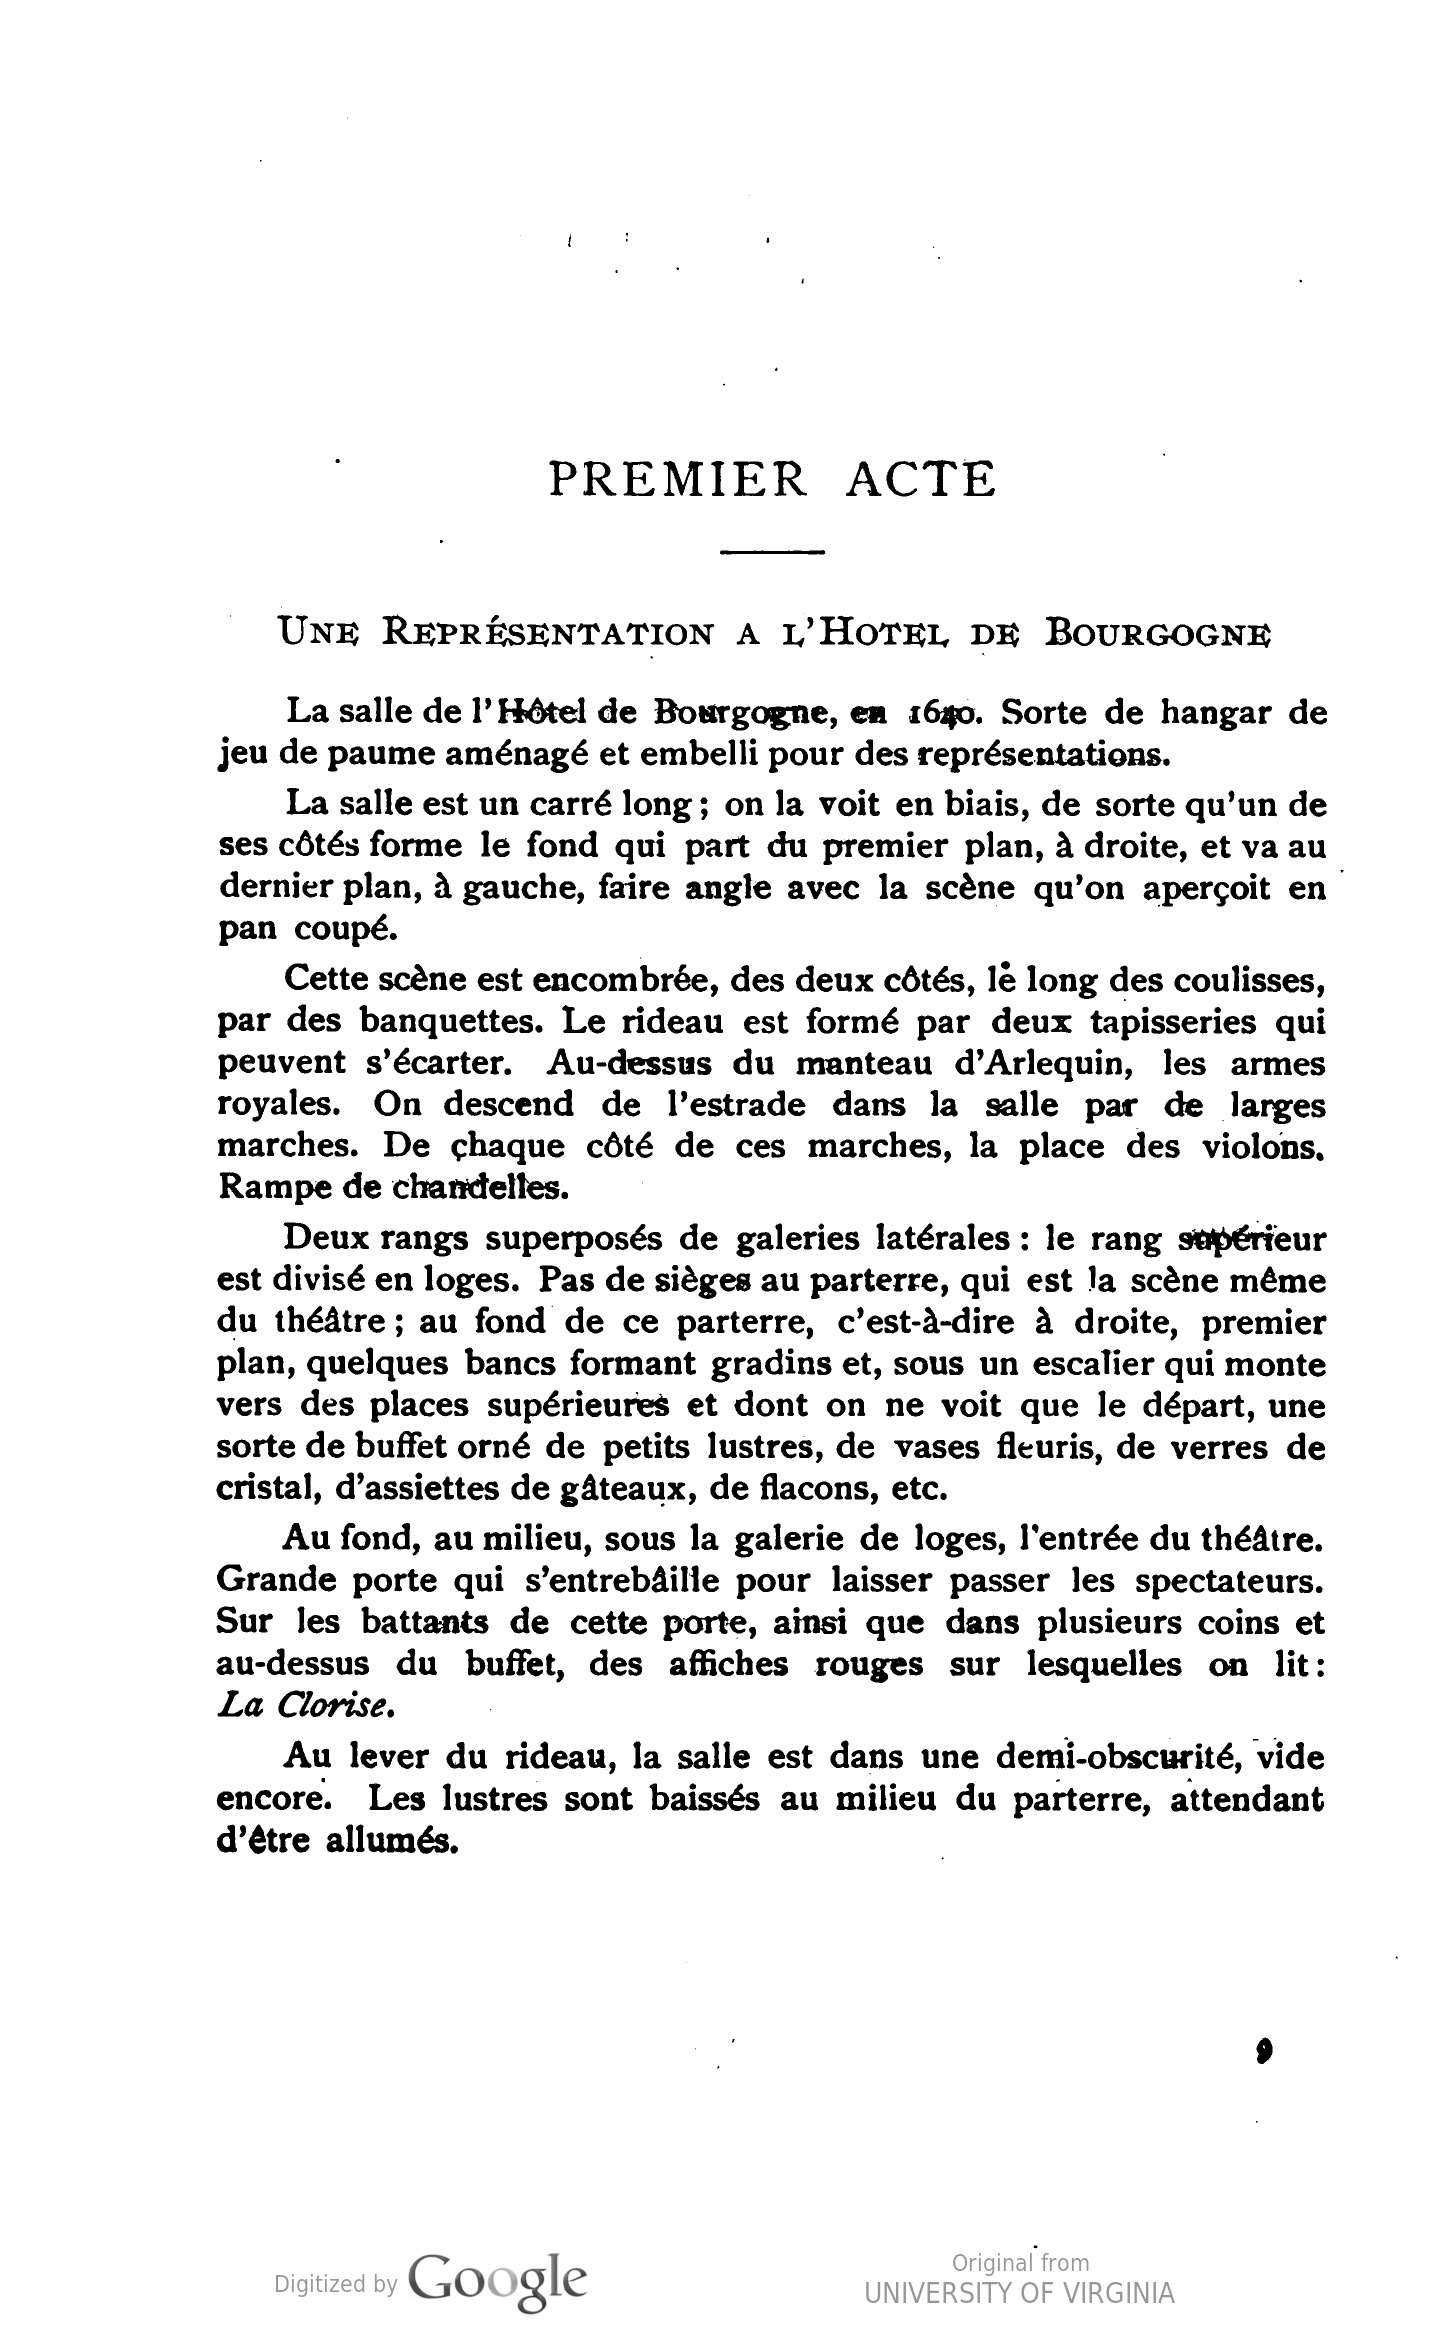 PREMIER ACTE
Une Représentation a l'Hotel de Bourgogne
La salle de l'Hôtel de Bourgogne, en 1640. Sorte de hangar de
jeu de paume aménagé et embelli pour des représentations.
La salle est un carré long ; on la voit en biais, de sorte qu'un de
ses côtés forme le fond qui part du premier plan, à droite, et va au
dernier plan, à gauche, faire angle avec la scène qu'on aperçoit en
pan coupé.
Cette scène est encombrée, des deux côtés, le long des coulisses,
par des banquettes. Le rideau est formé par deux tapisseries qui
peuvent s'écarter. Au-dessus du manteau d'Arlequin, les armes
royales. On descend de l'estrade dans la salle par de larges
marches. De chaque côté de ces marches, la place des violons.
Rampe de chandelles.
Deux rangs superposés de galeries latérales : le rang supérieur
est divisé en loges. Pas de sièges au parterre, qui est la scène même
du théâtre ; au fond de ce parterre, c'est-à-dire à droite, premier
plan, quelques bancs formant gradins et, sous un escalier qui monte
vers des places supérieures et dont on ne voit que le départ, une
sorte de buffet orné de petits lustres, de vases fleuris, de verres de
cristal, d'assiettes de gâteaux, de flacons, etc.
Au fond, au milieu, sous la galerie de loges, l'entrée du théâtre.
Grande porte qui s'entrebâille pour laisser passer les spectateurs.
Sur les battants de cette porte, ainsi que dans plusieurs coins et
au-dessus du buffet, des affiches rouges sur lesquelles on lit :
La Clorise.
Au lever du rideau, la salle est dans une demi-obscurité, vide
encore. Les lustres sont baissés au milieu du parterre, attendant
d'être allumés.
9
Digitized by Google
Original from
UNIVERSITY OF VIRGINIA